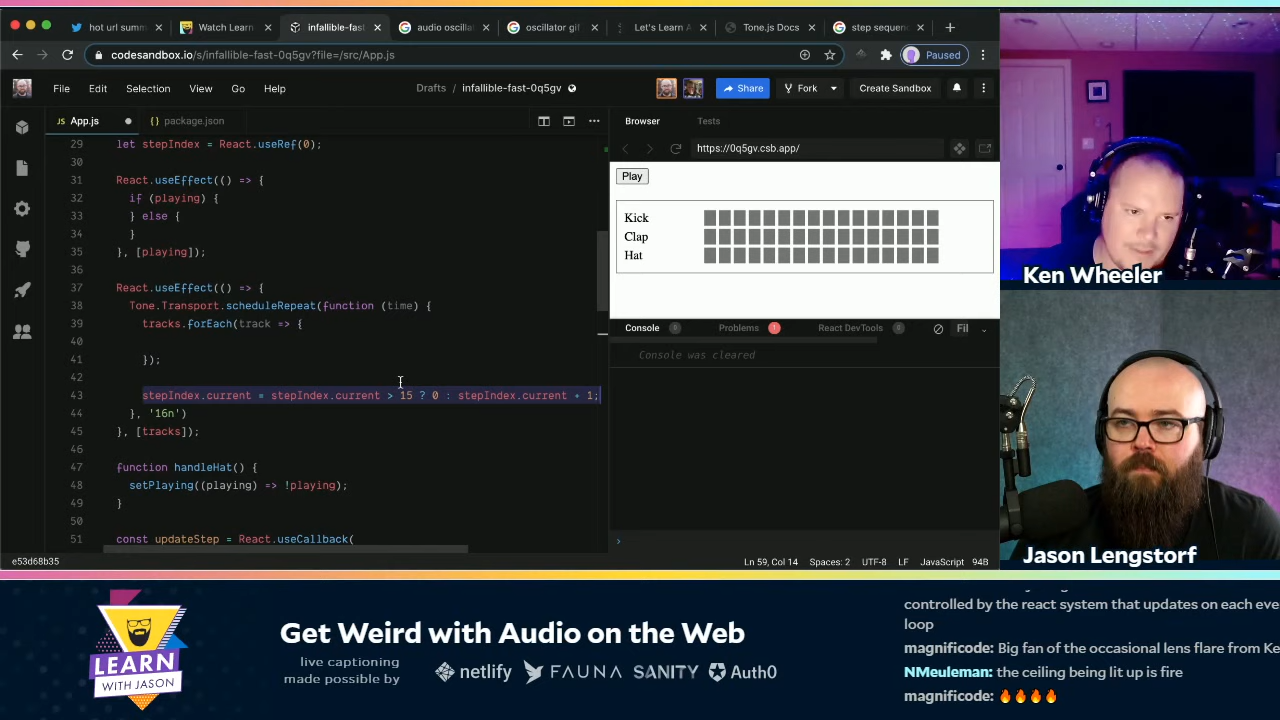 hot url summ
Watch Learn
infallible-fast
audio oscillat
oscillator gif
Let's Learn A
Tone.js Docs
step sequen
codesandbox.io/s/infallible-fast-0q5gv?file=/src/App.js
Paused
File Edit Selection View Go Help
Drafts / infallible-fast-0q5gv
Share Fork Create Sandbox
JS App.js
{} package.json
Browser Tests
https://0q5gv.csb.app/
29 let stepIndex = React.useRef(0);
30
31 React.useEffect(() => {
32 if (playing) {
33 } else {
34 }
35 }, [playing]);
36
37 React.useEffect(() => {
38 Tone.Transport.scheduleRepeat(function (time) {
39 tracks.forEach(track => {
40
41 });
42
43 stepIndex.current = stepIndex.current > 15 ? 0 : stepIndex.current + 1;
44 }, '16n')
45 }, [tracks]);
46
47 function handleHat() {
48 setPlaying((playing) => !playing);
49 }
50
51 const updateStep = React.useCallback(
Play
Kick
Clap
Hat
Console 0 Problems 1 React DevTools 0 Fil
Console was cleared
e53d68b35
Ln 59, Col 14 Spaces: 2 UTF-8 LF JavaScript 94B
Ken Wheeler
Jason Lengstorf
LEARN
WITH JASON
Get Weird with Audio on the Web
live captioning
made possible by
netlify FAUNA SANITY Auth0
controlled by the react system that updates on each eve
loop
magnificode: Big fan of the occasional lens flare from Ke
NMeuleman: the ceiling being lit up is fire
magnificode: 🔥🔥🔥🔥